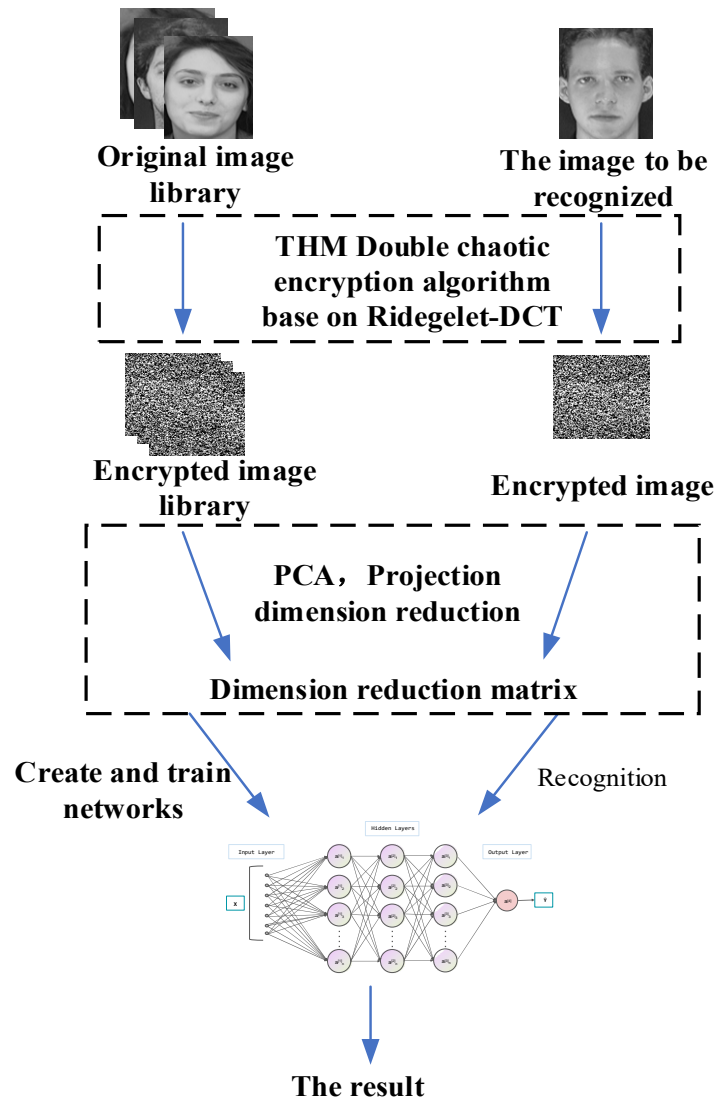 Original image
library
The image to be
recognized
THM Double chaotic
encryption algorithm
base on Ridegelet-DCT
Encrypted image
library
Encrypted image
PCA，Projection
dimension reduction
Dimension reduction matrix
Create and train
networks
Recognition
Hidden Layers
Input Layer
Output Layer
X
Ŷ
The result